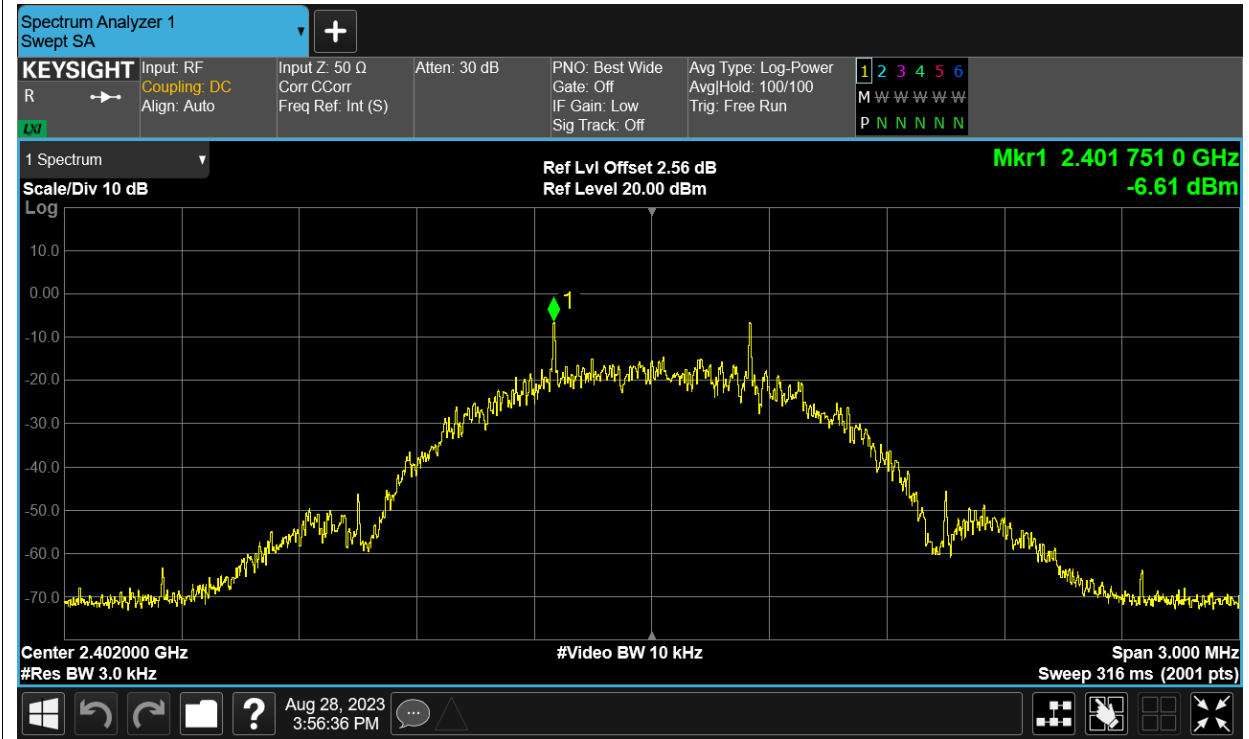 Spectrum Analyzer 1
Swept SA
+
KEYSIGHT
R
LXI
Input: RF
Coupling: DC
Align: Auto
Input Z: 50 Ω
Corr CCorr
Freq Ref: Int (S)
Atten: 30 dB
PNO: Best Wide
Gate: Off
IF Gain: Low
Sig Track: Off
Avg Type: Log-Power
Avg|Hold: 100/100
Trig: Free Run
1 2 3 4 5 6
M W W W W W
P N N N N N N
1 Spectrum
Scale/Div 10 dB
Log
Ref Lvl Offset 2.56 dB
Ref Level 20.00 dBm
Mkr1 2.401 751 0 GHz
-6.61 dBm
10.0
0.00
-10.0
-20.0
-30.0
-40.0
-50.0
-60.0
-70.0
1
Center 2.402000 GHz
#Res BW 3.0 kHz
#Video BW 10 kHz
Span 3.000 MHz
Sweep 316 ms (2001 pts)
?
Aug 28, 2023
3:56:36 PM